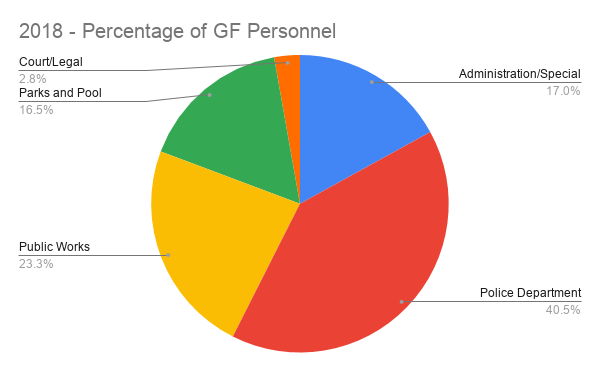 2018 - Percentage of GF Personnel
Court/Legal
2.8%
Parks and Pool
16.5%
Public Works
23.3%
Administration/Special
17.0%
Police Department
40.5%